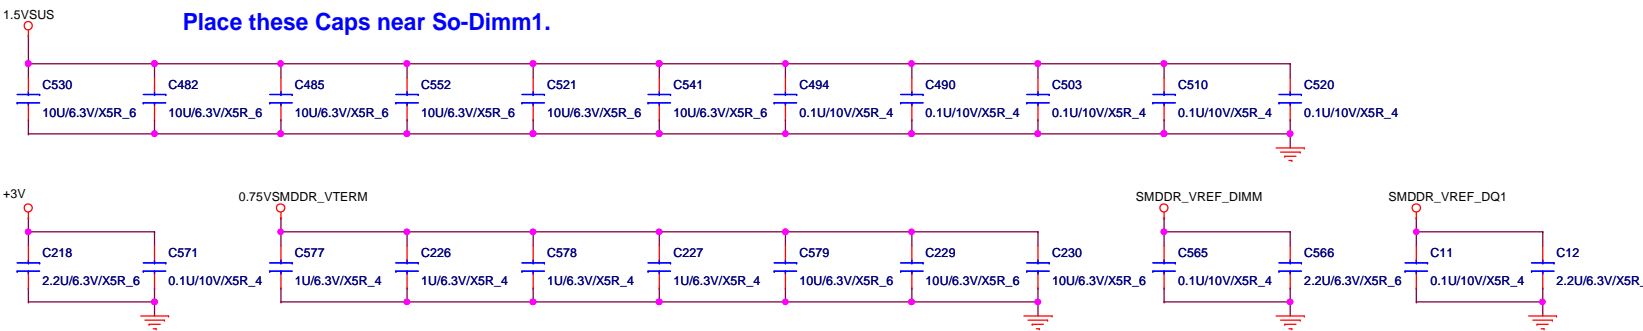 1.5VSUS
Place these Caps near So-Dimm1.
C530 C482 C485 C552 C521 C541 C494 C490 C503 C510 C520
10U/6.3V/X5R_6 10U/6.3V/X5R_6 10U/6.3V/X5R_6 10U/6.3V/X5R_6 10U/6.3V/X5R_6 10U/6.3V/X5R_6 0.1U/10V/X5R_4 0.1U/10V/X5R_4 0.1U/10V/X5R_4 0.1U/10V/X5R_4 0.1U/10V/X5R_4
+3V 0.75VSMDDR_VTERM SMDDR_VREF_DIMM SMDDR_VREF_DQ1
C218 C571 C577 C226 C578 C227 C579 C229 C230 C565 C566 C11 C12
2.2U/6.3V/X5R_6 0.1U/10V/X5R_4 1U/6.3V/X5R_4 1U/6.3V/X5R_4 1U/6.3V/X5R_4 1U/6.3V/X5R_4 10U/6.3V/X5R_6 10U/6.3V/X5R_6 10U/6.3V/X5R_6 0.1U/10V/X5R_4 2.2U/6.3V/X5R_6 0.1U/10V/X5R_4 2.2U/6.3V/X5R_